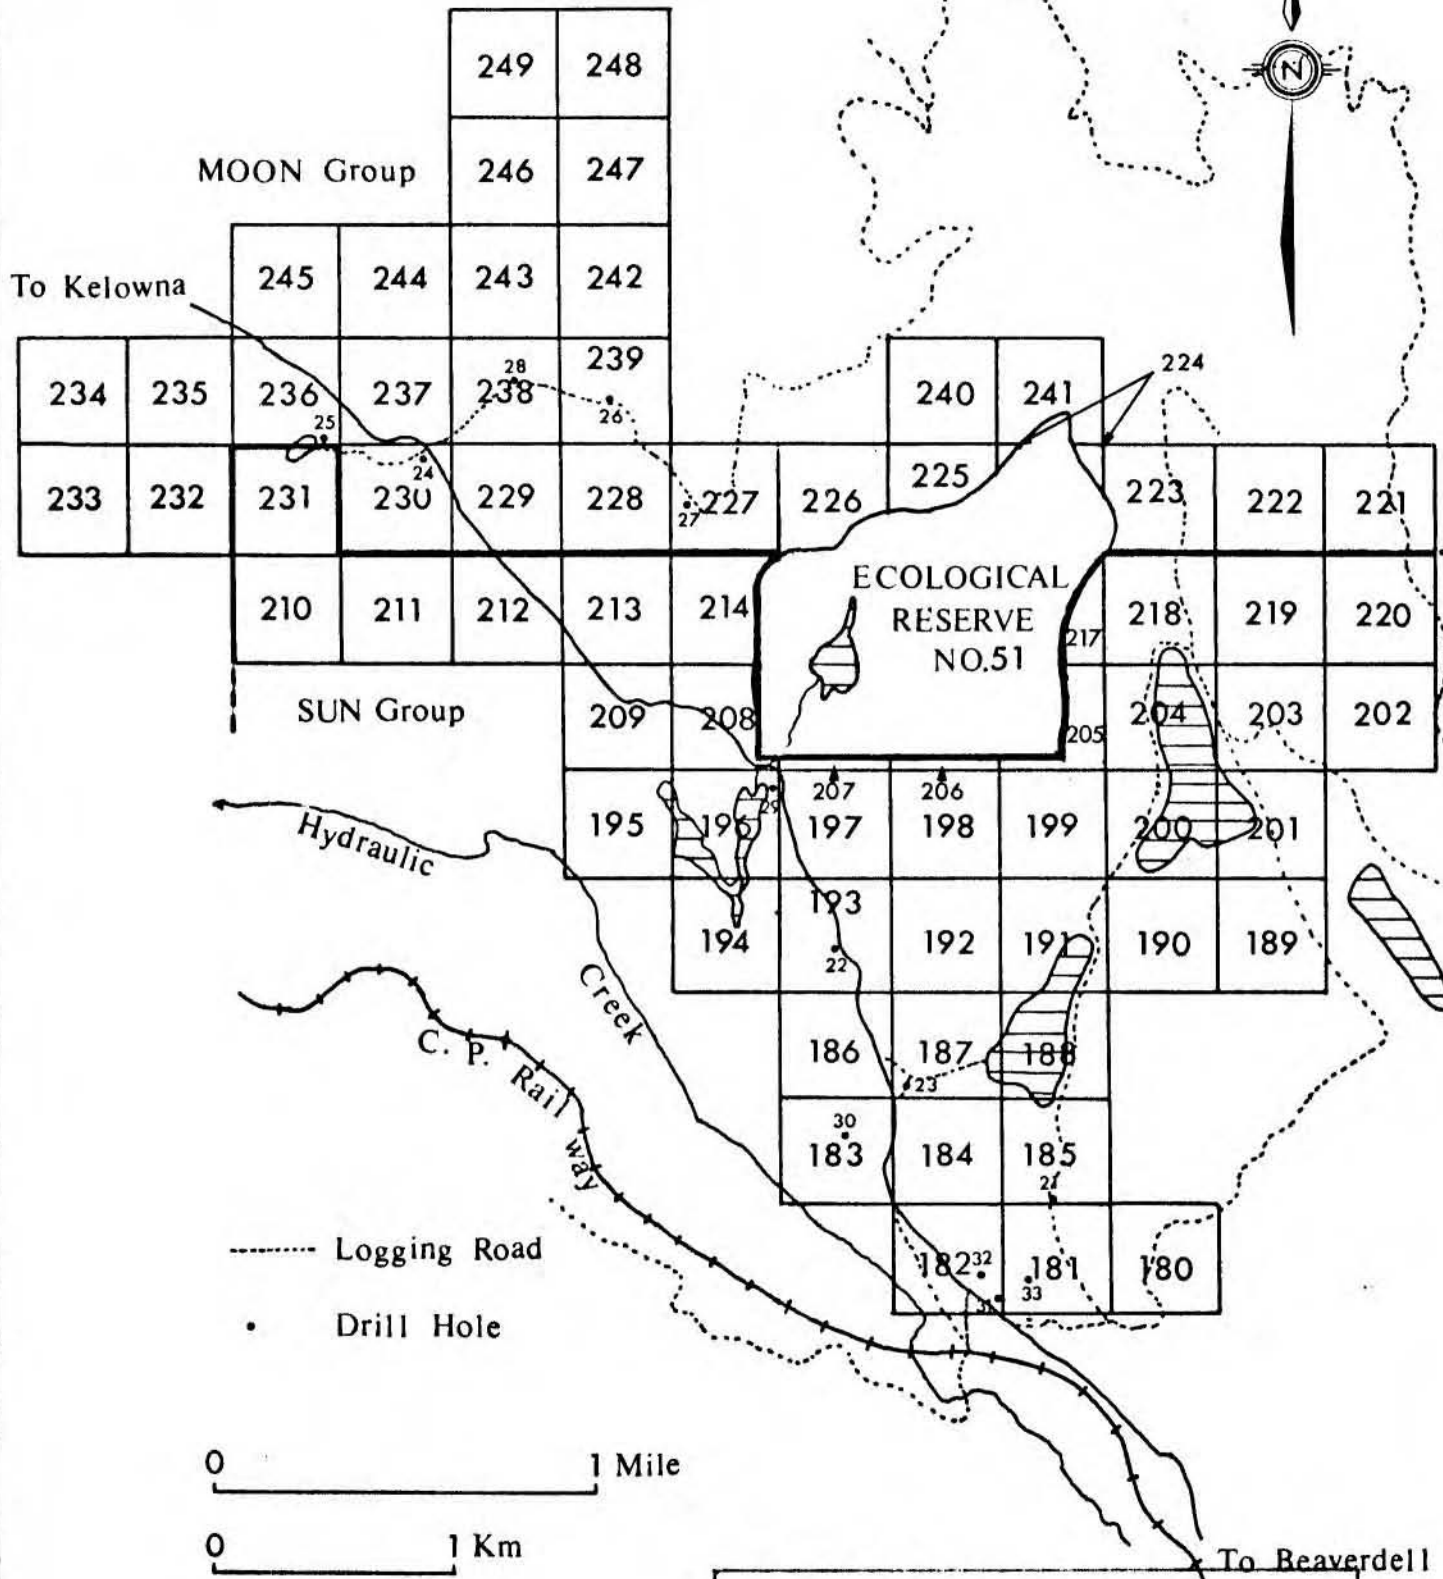 249 248
N
MOON Group 246 247
245 244 243 242
To Kelowna
239
28
224
234 235 236 237 238 240 241
25 26
24
233 232 231 230 229 228 227 226 225 223 222 221
27
ECOLOGICAL
RESERVE
NO.51
210 211 212 213 214 217 218 219 220
SUN Group 209 208 205 204 203 202
29 207 206
195 196 197 198 199 200 201
Hydraulic
193
194 192 191 190 189
22
Creek
186 187 188
C. P. Railway
23
30
183 184 185
21
182 32 181 180
31 33
Logging Road
Drill Hole
0 1 Mile
0 1 Km
To Beaverdell